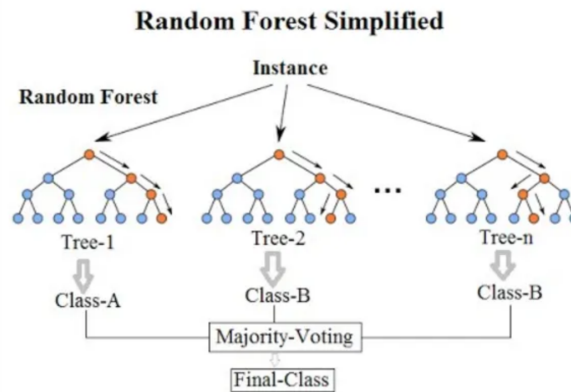 Random Forest Simplified
Instance
Random Forest
...
Tree-1
Tree-2
Tree-n
Class-A
Class-B
Class-B
Majority-Voting
Final-Class